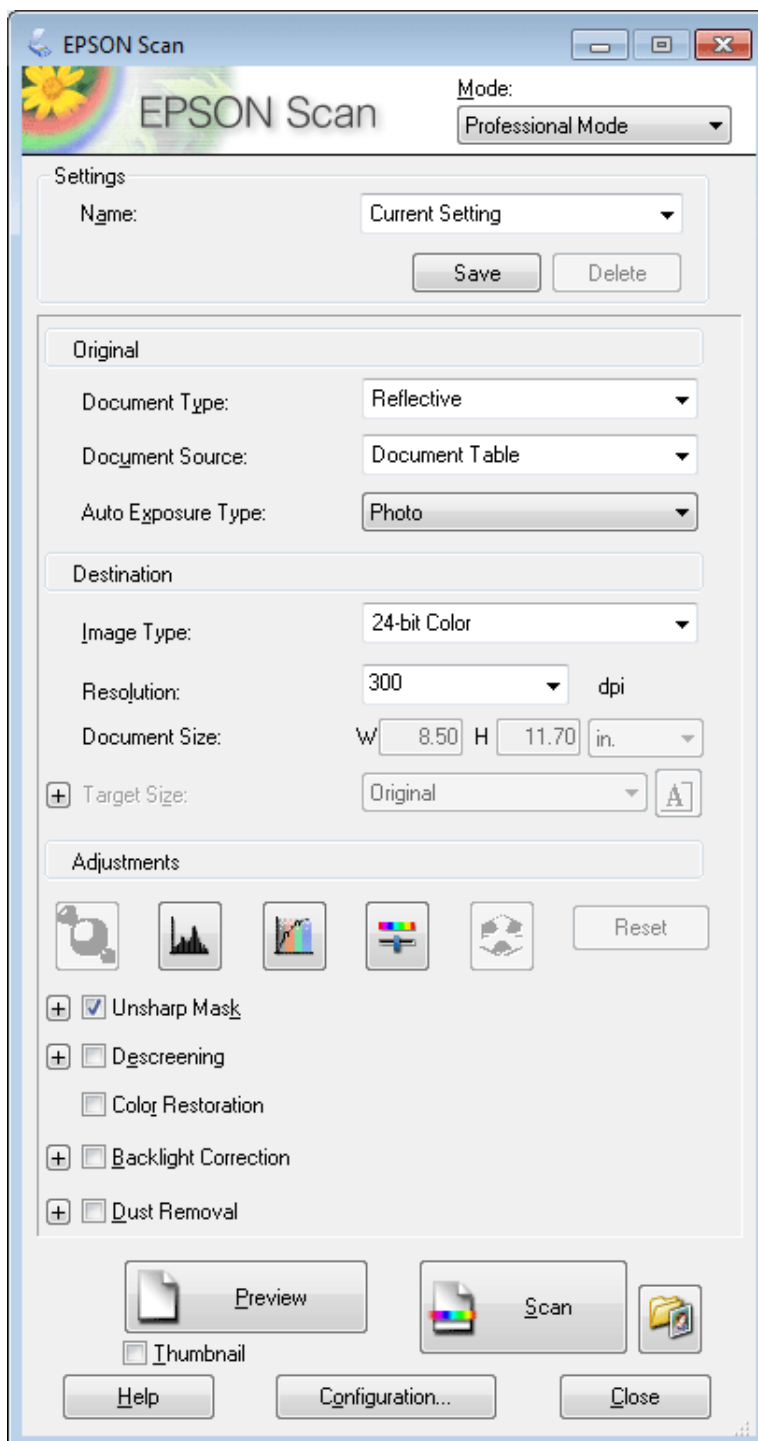 EPSON Scan
EPSON Scan
Mode:
Professional Mode
Settings
Name: Current Setting
Save Delete
Original
Document Type: Reflective
Document Source: Document Table
Auto Exposure Type: Photo
Destination
Image Type: 24-bit Color
Resolution: 300 dpi
Document Size: W 8.50 H 11.70 in.
Target Size: Original A
Adjustments
Reset
Unsharp Mask
Descreening
Color Restoration
Backlight Correction
Dust Removal
Preview Scan
Thumbnail
Help Configuration... Close